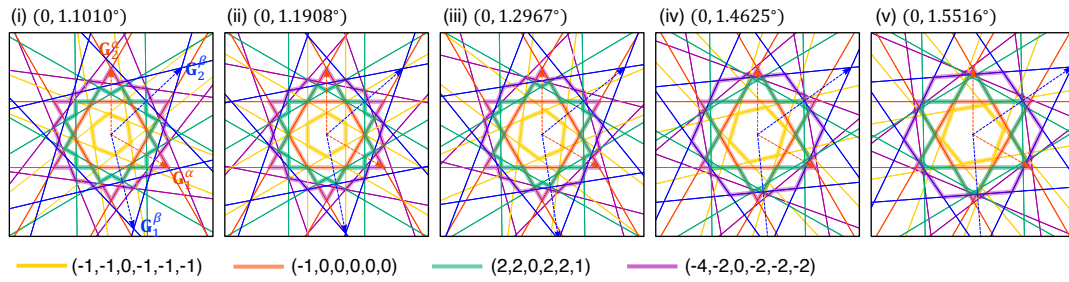 (i) (0, 1.1010°)
(ii) (0, 1.1908°)
(iii) (0, 1.2967°)
(iv) (0, 1.4625°)
(v) (0, 1.5516°)
G₂^α
G₂^β
G₁^α
G₁^β
(-1,-1,0,-1,-1,-1)
(-1,0,0,0,0,0)
(2,2,0,2,2,1)
(-4,-2,0,-2,-2,-2)